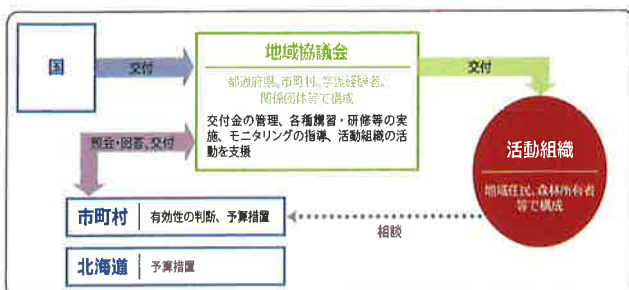 国
交付
地域協議会
都道府県、市町村、学識経験者、
関係団体等で構成
交付金の管理、各種講習・研修等の実
施、モニタリングの指導、活動組織の活
動を支援
交付
活動組織
地域住民、森林所有者
等で構成
照会・回答、交付
市町村 有効性の判断、予算措置
相談
北海道 予算措置